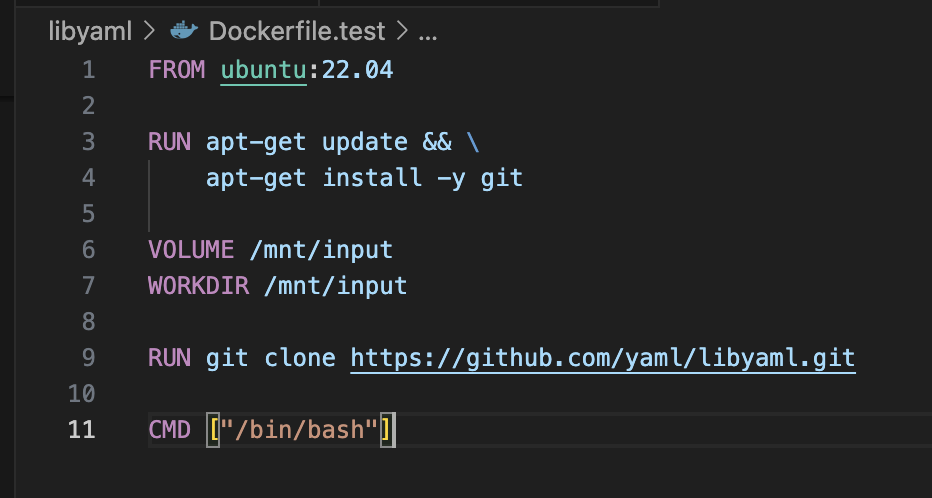 libyaml > Dockerfile.test > ...
1 FROM ubuntu:22.04
2
3 RUN apt-get update && \
4     apt-get install -y git
5
6 VOLUME /mnt/input
7 WORKDIR /mnt/input
8
9 RUN git clone https://github.com/yaml/libyaml.git
10
11 CMD ["/bin/bash"]